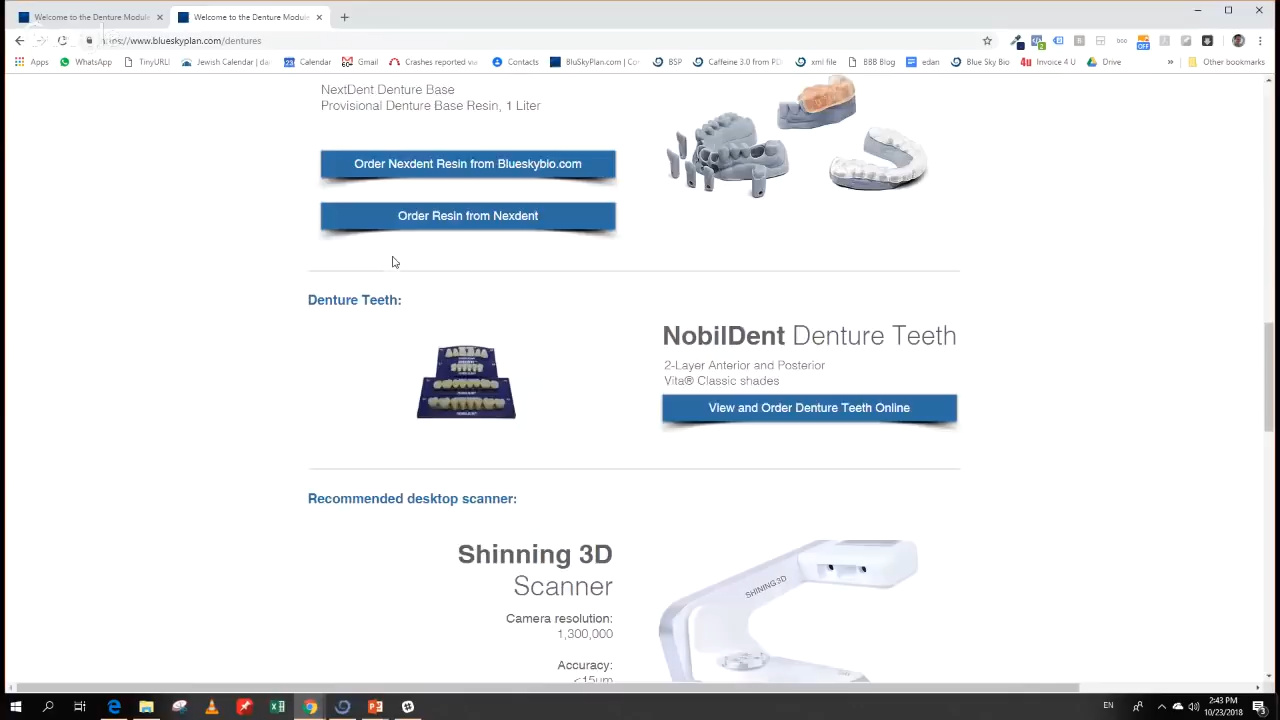 Welcome to the Denture Module
Welcome to the Denture Module
https://www.blueskyplan.com/dentures
Apps
WhatsApp
TinyURL!
Jewish Calendar | da
Calendar
Gmail
Crashes reported via
Contacts
BluSkyPlan.com | Co
BSP
Caffeine 3.0 from PD
xml file
BBB Blog
edan
Blue Sky Bio
Invoice 4 U
Drive
»
Other bookmarks
NextDent Denture Base
Provisional Denture Base Resin, 1 Liter
Order Nexdent Resin from Blueskybio.com
Order Resin from Nexdent
Denture Teeth:
NobilDent Denture Teeth
2-Layer Anterior and Posterior
Vita® Classic shades
View and Order Denture Teeth Online
Recommended desktop scanner:
Shinning 3D
Scanner
Camera resolution:
1,300,000
Accuracy:
<15μm
SHINING 3D
EN
2:43 PM
10/23/2018